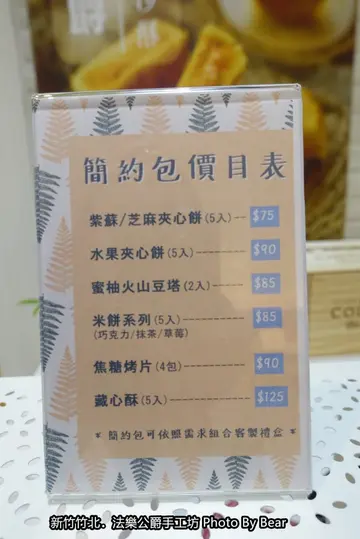 簡約包價目表
紫蘇/芝麻夾心餅(5入)-- $75
水果夾心餅(5入)--------- $90
蜜柚火山豆塔(2入)------- $85
米餅系列(5入)----------- $85
(巧克力/抹茶/草莓)
焦糖烤片(4包)----------- $90
藏心酥(5入)------------- $125
簡約包可依照需求組合客製禮盒
新竹竹北．法樂公爵手工坊 Photo By Bear